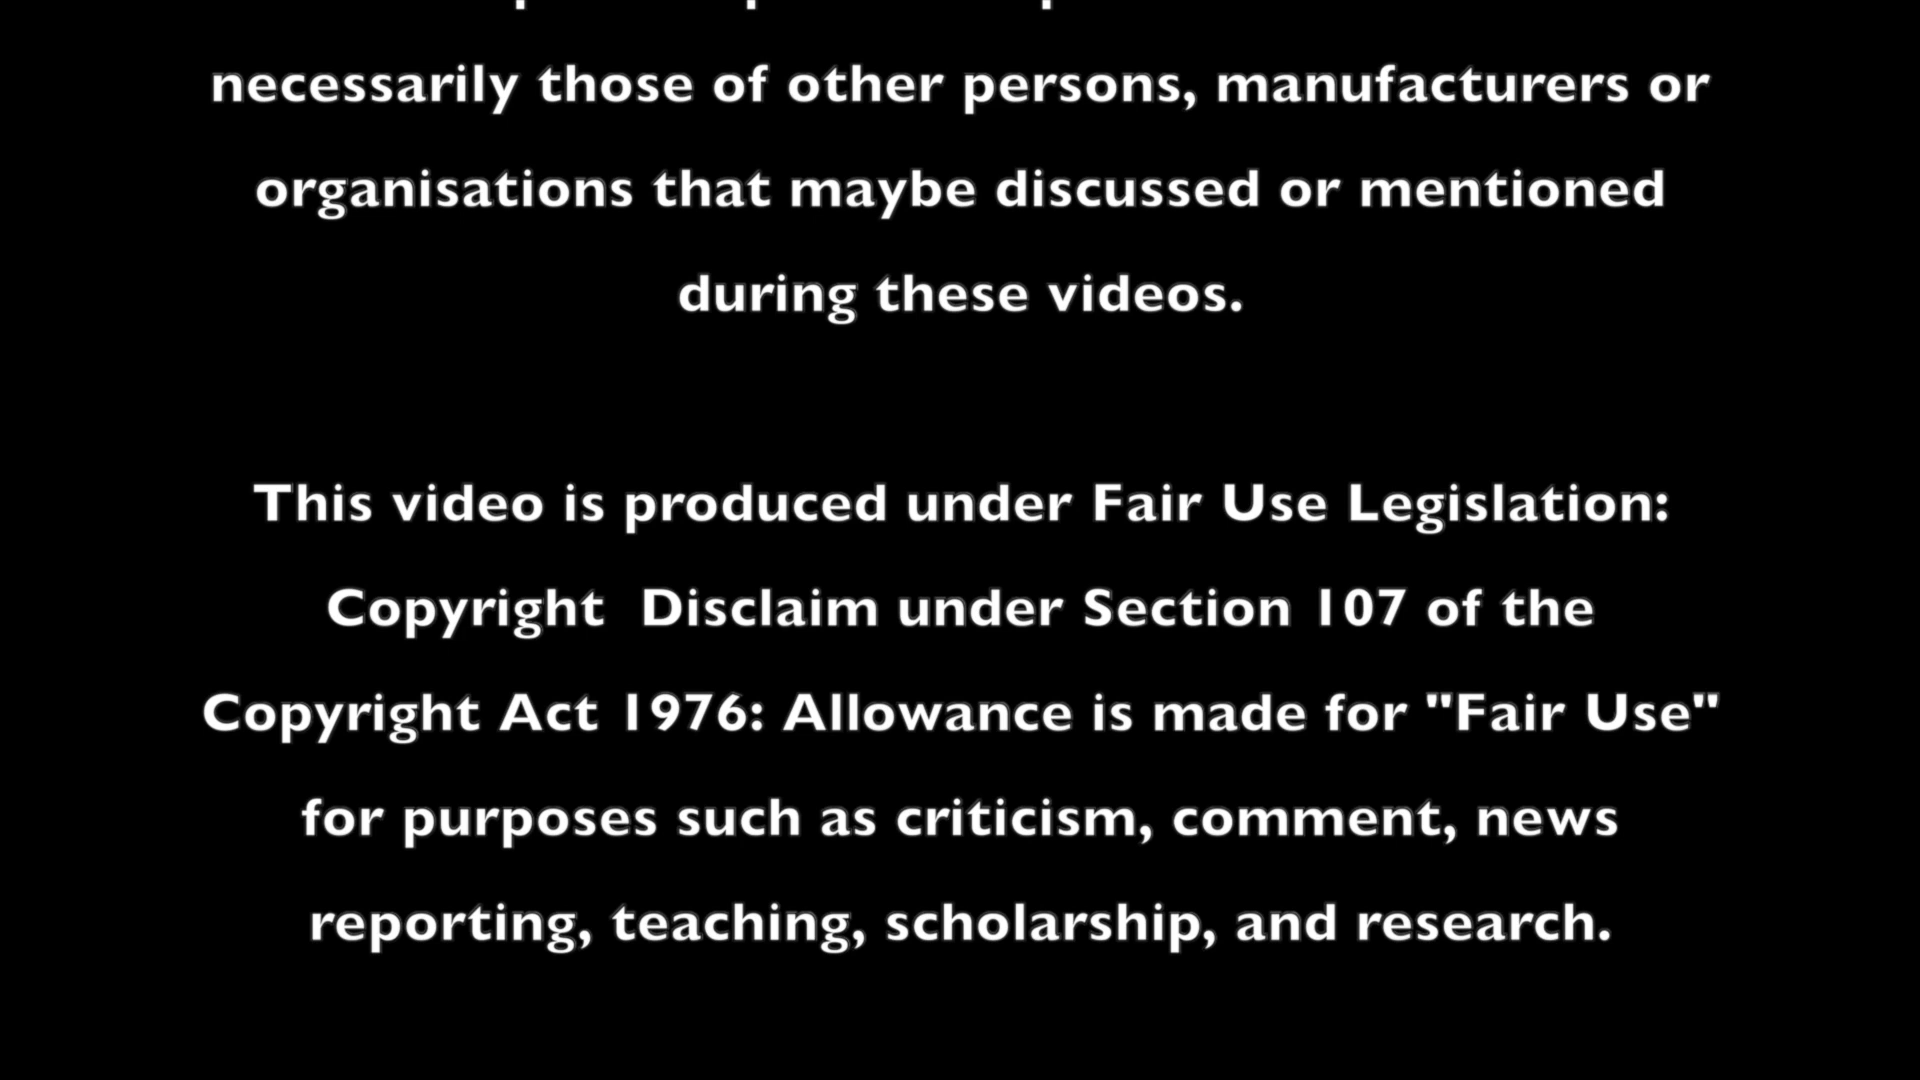 necessarily those of other persons, manufacturers or
organisations that maybe discussed or mentioned
during these videos.
This video is produced under Fair Use Legislation:
Copyright  Disclaim under Section 107 of the
Copyright Act 1976: Allowance is made for "Fair Use"
for purposes such as criticism, comment, news
reporting, teaching, scholarship, and research.